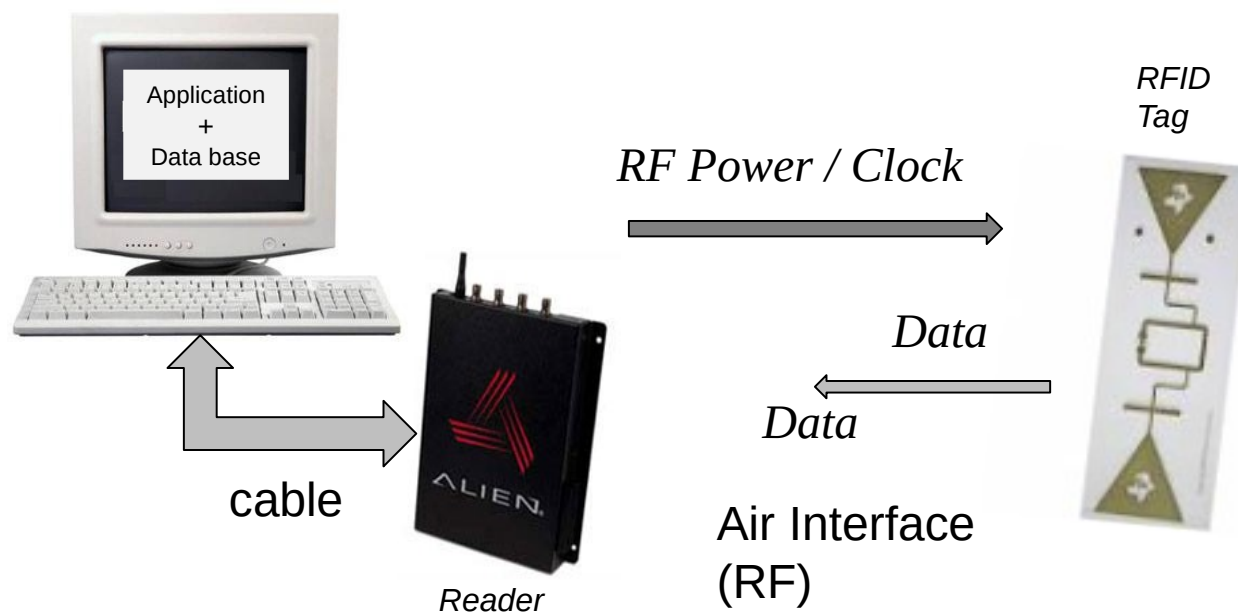 Application
+
Data base
RFID
Tag
RF Power / Clock
Data
Data
cable
ALIEN
Air Interface
(RF)
Reader